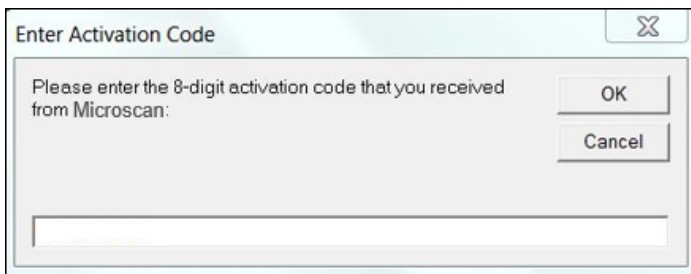 Enter Activation Code
Please enter the 8-digit activation code that you received
from Microscan:
OK
Cancel